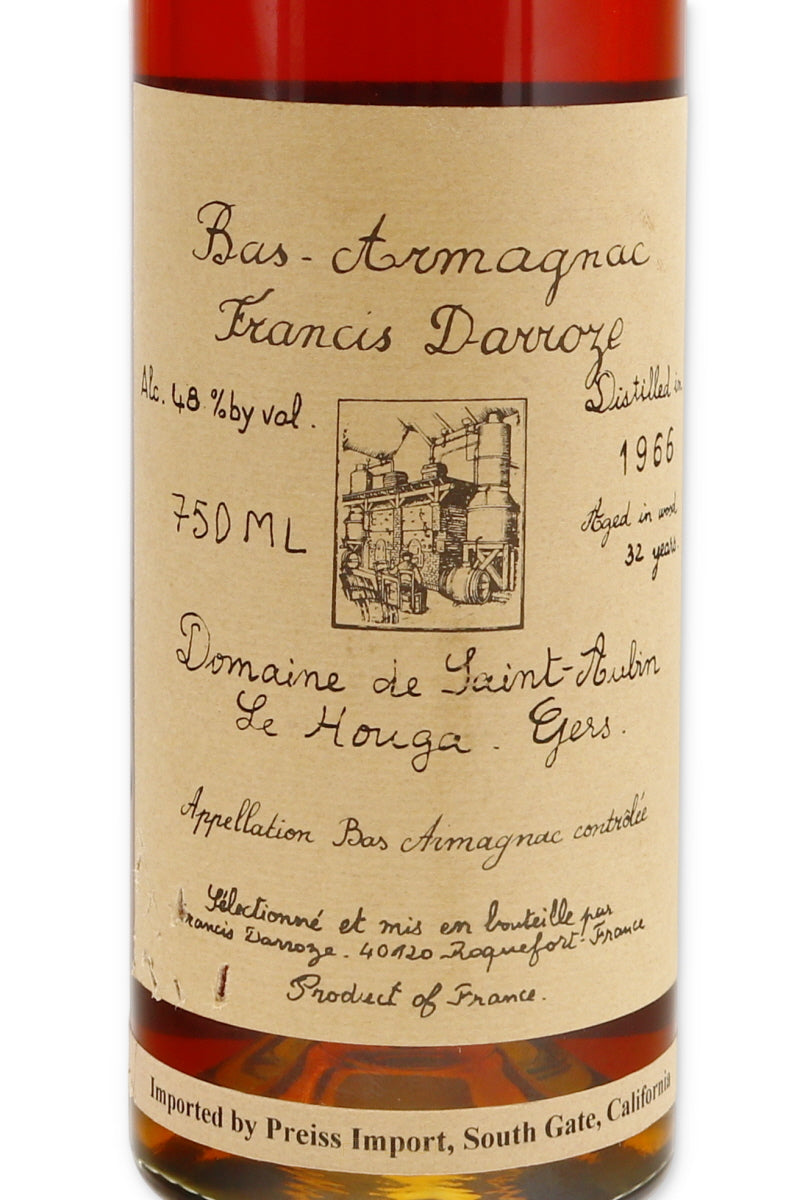 Bas-Armagnac
Francis Darroze
Alc. 48 % by vol.
Distilled in
1966
750 ML
Aged in wood
32 years.
Domaine de Saint-Aubin
Le Houga. Gers.
Appellation Bas Armagnac contrôlée
Sélectionné et mis en bouteille par
Francis Darroze. 40120 Roquefort-France
Product of France.
Imported by Preiss Import, South Gate, California